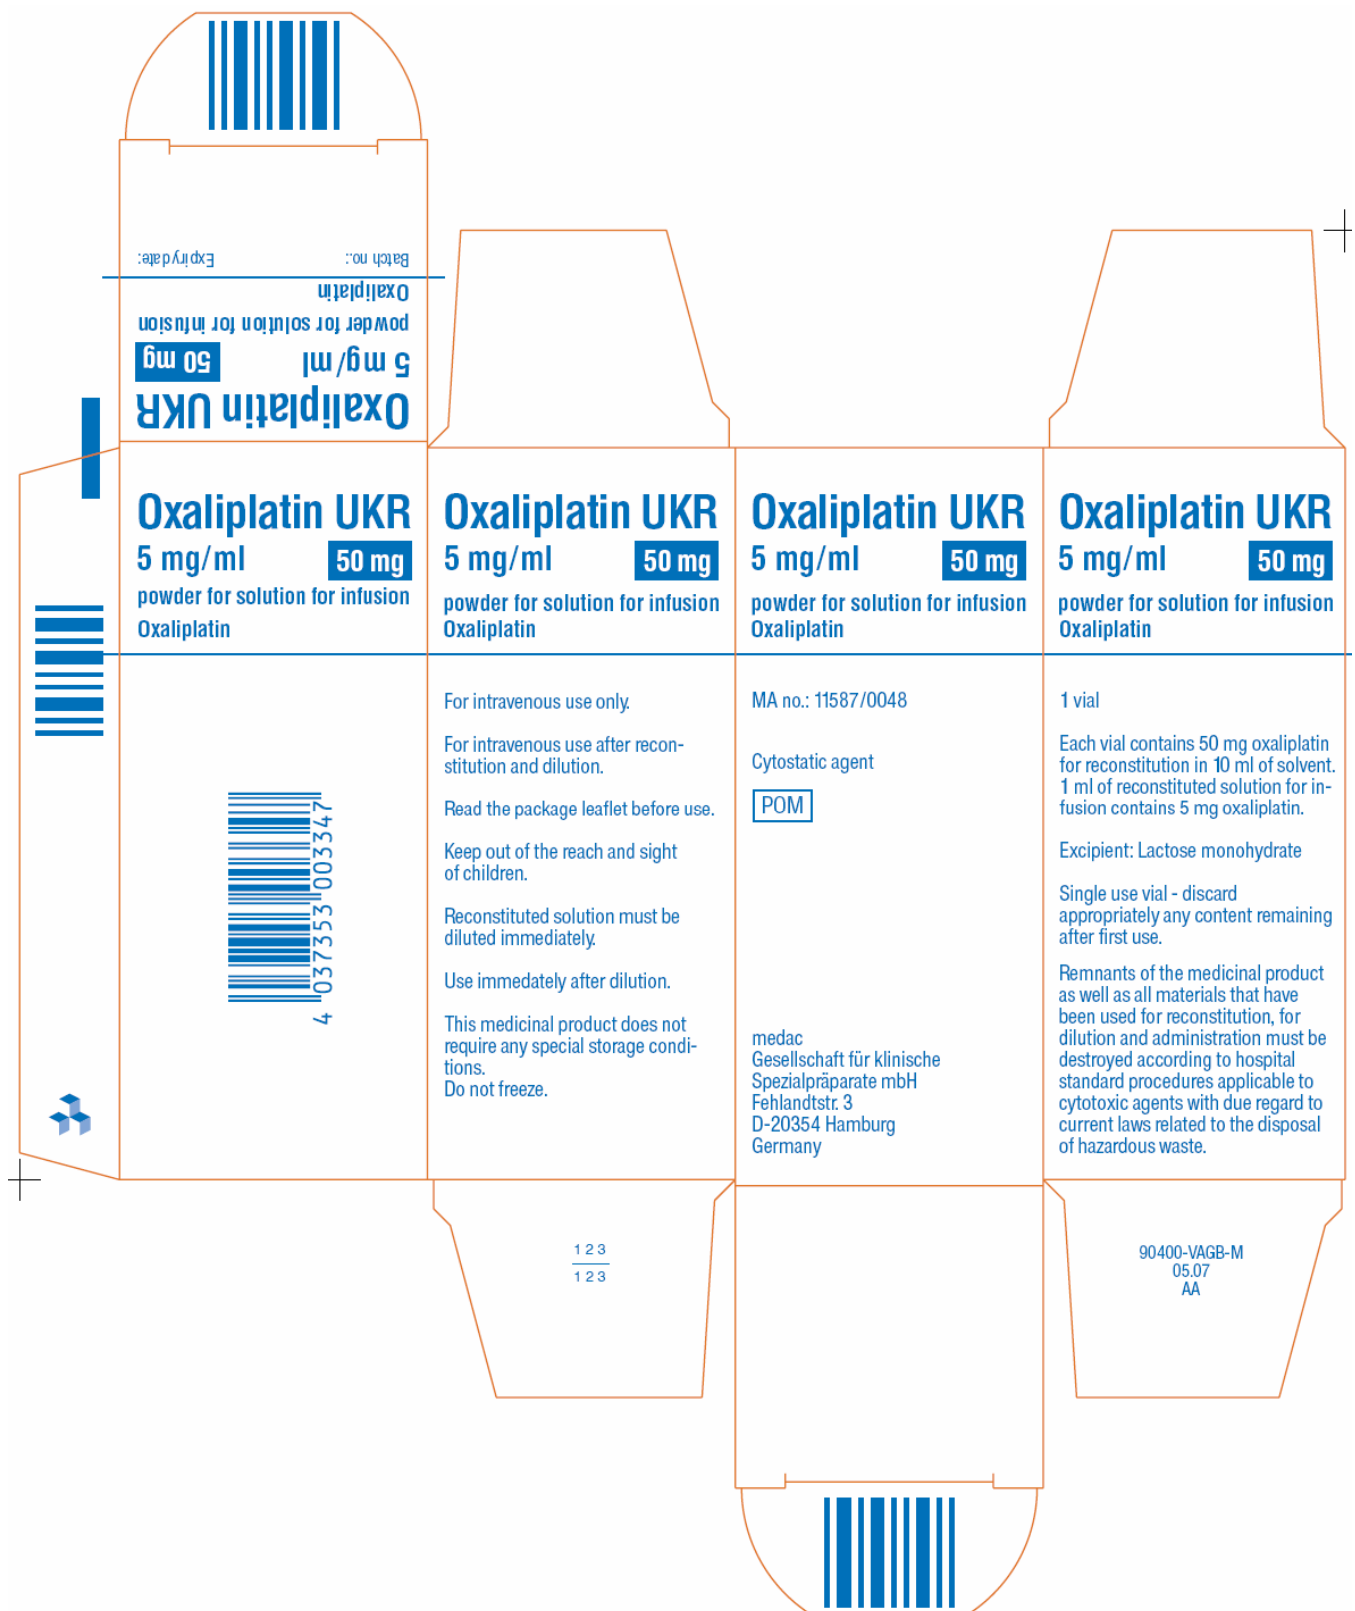 Batch no.: Expiry date:
Oxaliplatin
powder for solution for infusion
5 mg/ml 50 mg
Oxaliplatin UKR
Oxaliplatin UKR
5 mg/ml 50 mg
powder for solution for infusion
Oxaliplatin
4 037353 003347
Oxaliplatin UKR
5 mg/ml 50 mg
powder for solution for infusion
Oxaliplatin
For intravenous use only.
For intravenous use after recon-
stitution and dilution.
Read the package leaflet before use.
Keep out of the reach and sight
of children.
Reconstituted solution must be
diluted immediately.
Use immedately after dilution.
This medicinal product does not
require any special storage condi-
tions.
Do not freeze.
1 2 3
1 2 3
Oxaliplatin UKR
5 mg/ml 50 mg
powder for solution for infusion
Oxaliplatin
MA no.: 11587/0048
Cytostatic agent
POM
medac
Gesellschaft für klinische
Spezialpräparate mbH
Fehlandtstr. 3
D-20354 Hamburg
Germany
Oxaliplatin UKR
5 mg/ml 50 mg
powder for solution for infusion
Oxaliplatin
1 vial
Each vial contains 50 mg oxaliplatin
for reconstitution in 10 ml of solvent.
1 ml of reconstituted solution for in-
fusion contains 5 mg oxaliplatin.
Excipient: Lactose monohydrate
Single use vial - discard
appropriately any content remaining
after first use.
Remnants of the medicinal product
as well as all materials that have
been used for reconstitution, for
dilution and administration must be
destroyed according to hospital
standard procedures applicable to
cytotoxic agents with due regard to
current laws related to the disposal
of hazardous waste.
90400-VAGB-M
05.07
AA